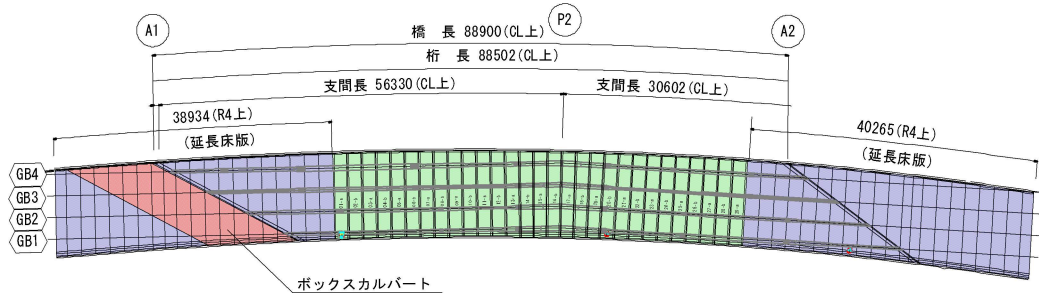 A1
P2
A2
橋 長 88900(CL上)
桁 長 88502(CL上)
支間長 56330(CL上)
支間長 30602(CL上)
38934(R4上)
(延長床版)
40265(R4上)
(延長床版)
GB4
GB3
GB2
GB1
ボックスカルバート